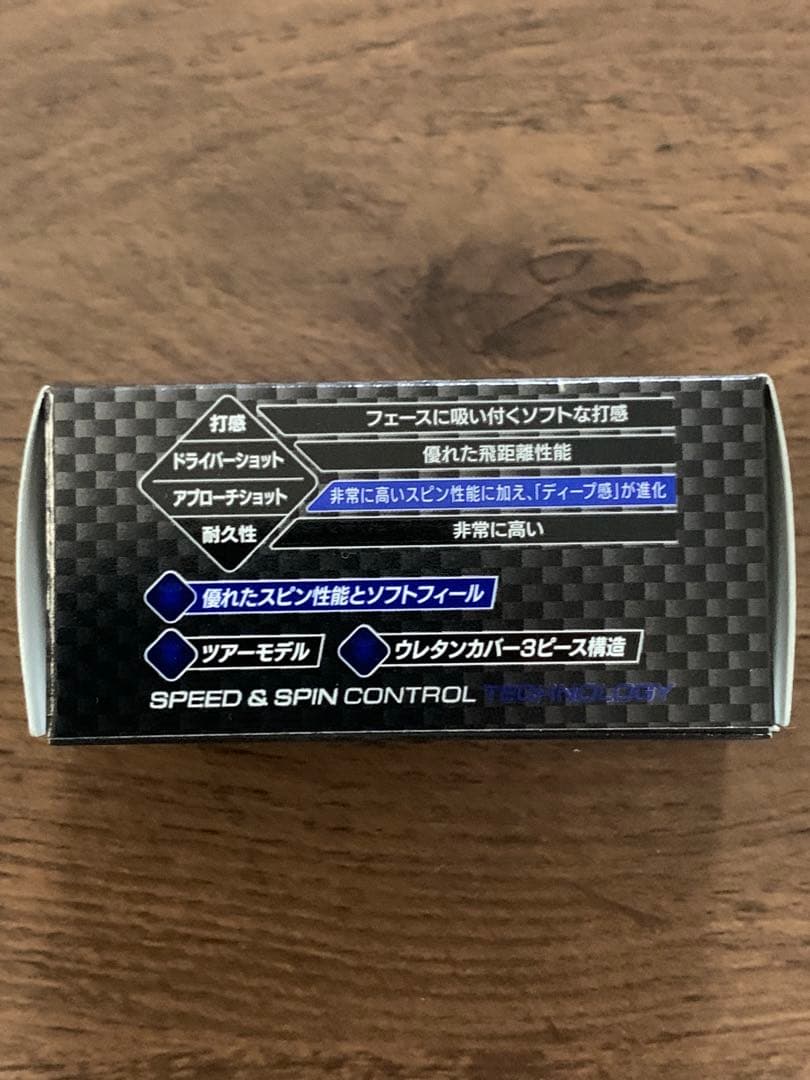 打感 フェースに吸い付くソフトな打感
ドライバーショット 優れた飛距離性能
アプローチショット 非常に高いスピン性能に加え、「ディープ感」が進化
耐久性 非常に高い
優れたスピン性能とソフトフィール
ツアーモデル ウレタンカバー3ピース構造
SPEED & SPIN CONTROL TECHNOLOGY